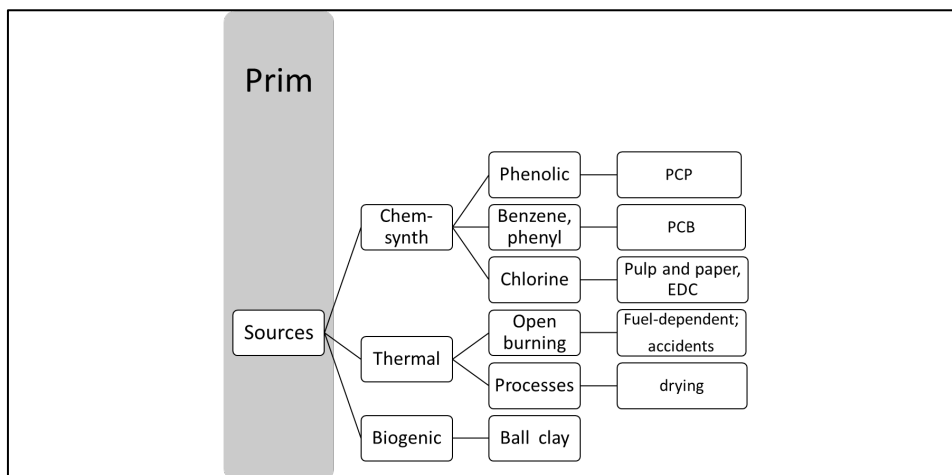 Prim
Phenolic
PCP
Chem-
synth
Benzene,
phenyl
PCB
Chlorine
Pulp and paper,
EDC
Sources
Thermal
Open
burning
Fuel-dependent;
accidents
Processes
drying
Biogenic
Ball clay